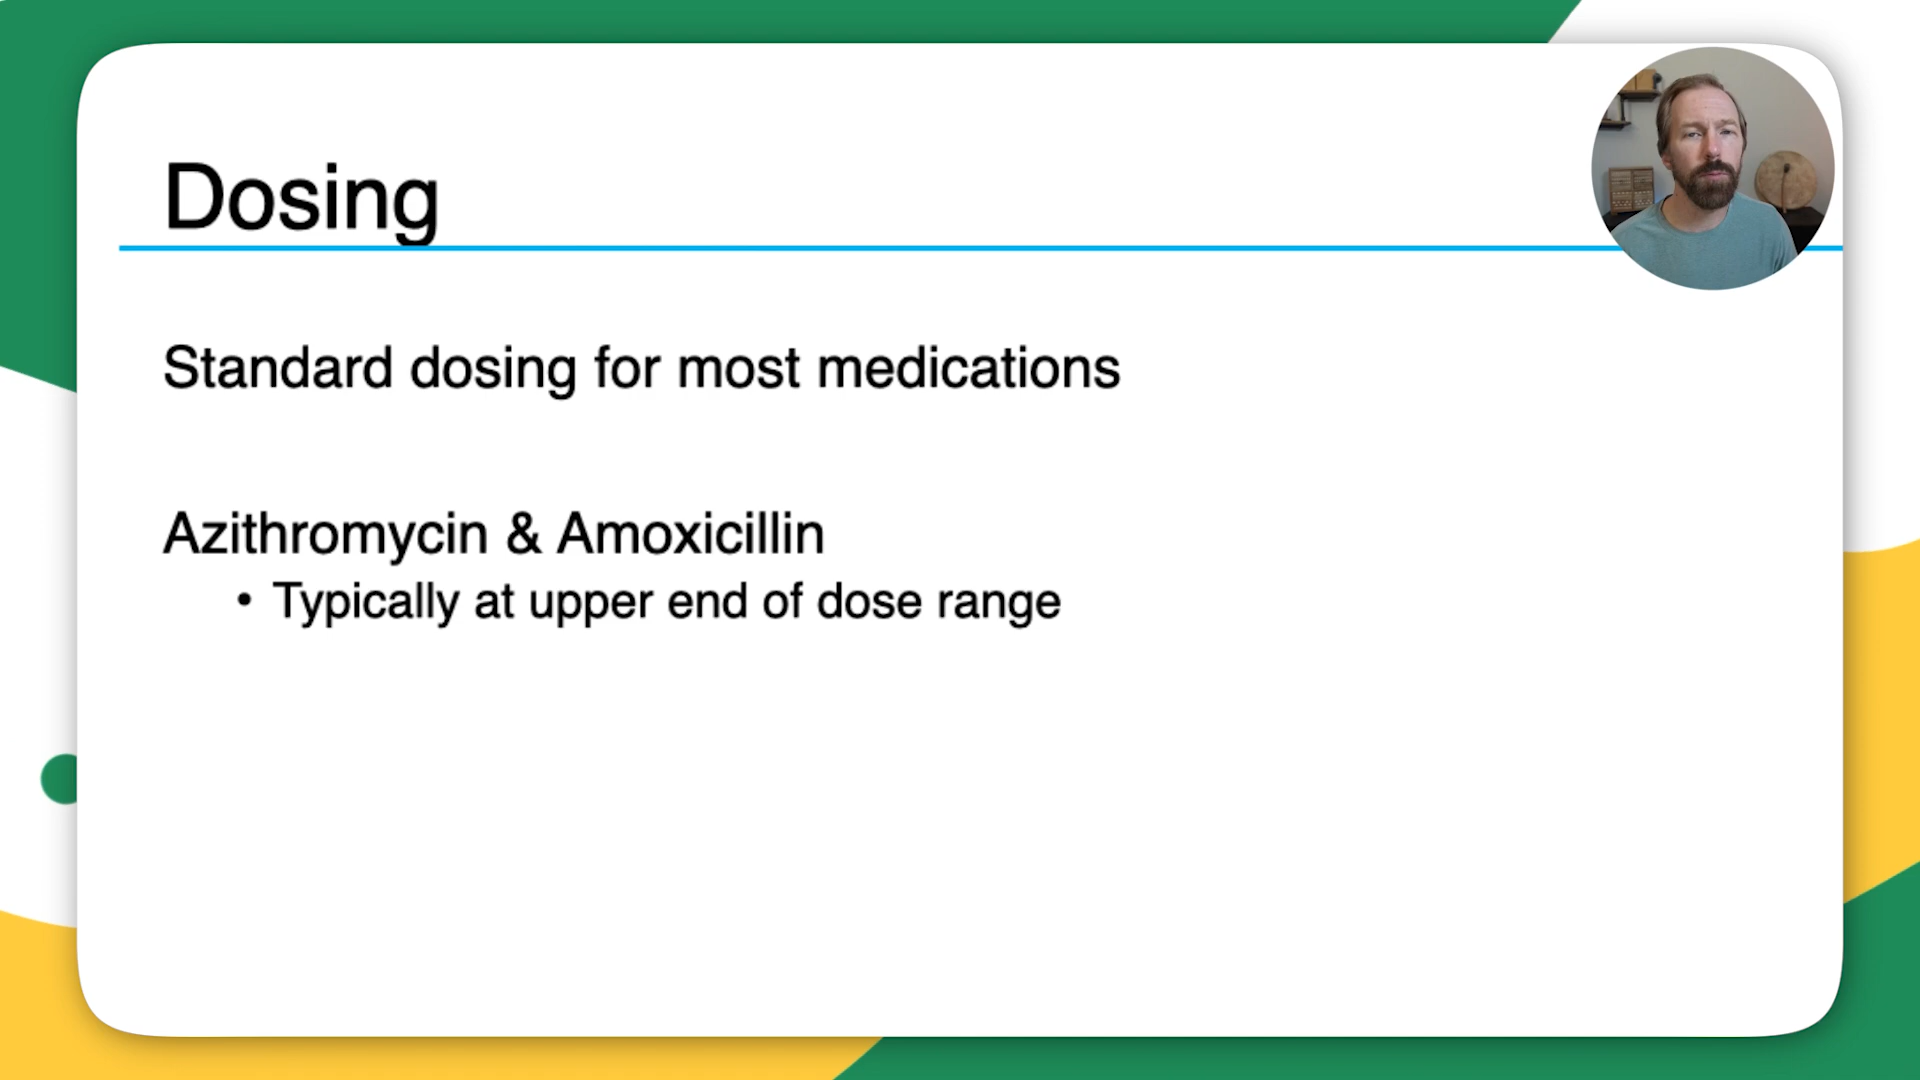 Dosing
Standard dosing for most medications
Azithromycin & Amoxicillin
• Typically at upper end of dose range